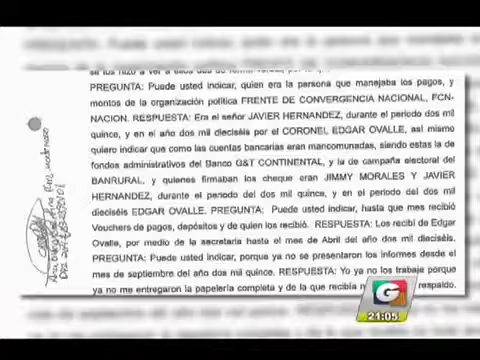 PREGUNTA: Puede usted indicar, quien era la persona que manejaba los pagos, y
montos de la organización política FRENTE DE CONVERGENCIA NACIONAL, FCN-
NACION. RESPUESTA: Era el señor JAVIER HERNANDEZ, durante el periodo dos mil
quince, y en el año dos mil dieciséis por el CORONEL EDGAR OVALLE, así mismo
quiero indicar que como las cuentas bancarias eran mancomunadas, siendo estas la de
fondos administrativos del Banco G&T CONTINENTAL, y la de campaña electoral del
BANRURAL, y quienes firmaban los cheque eran JIMMY MORALES Y JAVIER
HERNANDEZ, durante el periodo del dos mil quince, y en el periodo del dos mil
dieciséis EDGAR OVALLE. PREGUNTA: Puede usted indicar, hasta que mes recibió
Vouchers de pagos, depósitos y de quien los recibió. RESPUESTA: Los recibí de Edgar
Ovalle, por medio de la secretaria hasta el mes de Abril del año dos mil dieciséis.
PREGUNTA: Puede usted indicar, porque ya no se presentaron los informes desde el
mes de septiembre del año dos mil quince. RESPUESTA: Yo ya no los trabaje porque
ya no me entregaron la papelería completa y de la que recibía n respaldo.
G
21:05